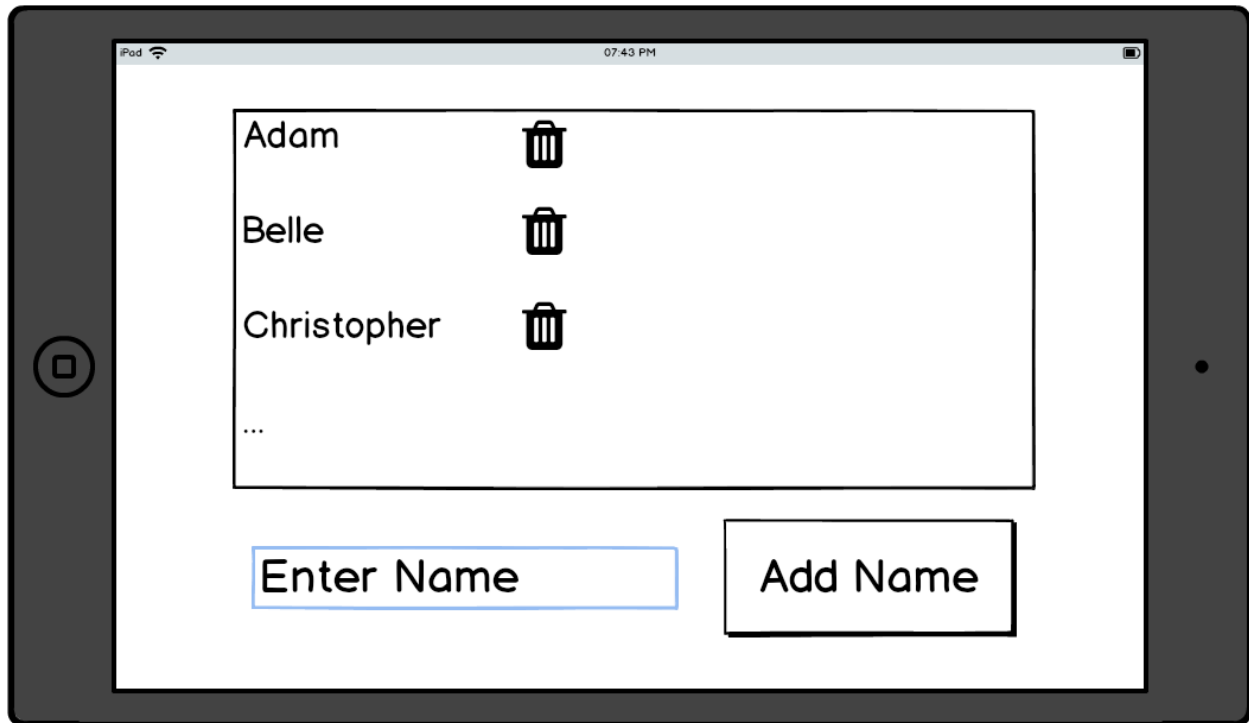 iPad 07:43 PM
Adam
Belle
Christopher
...
Enter Name Add Name